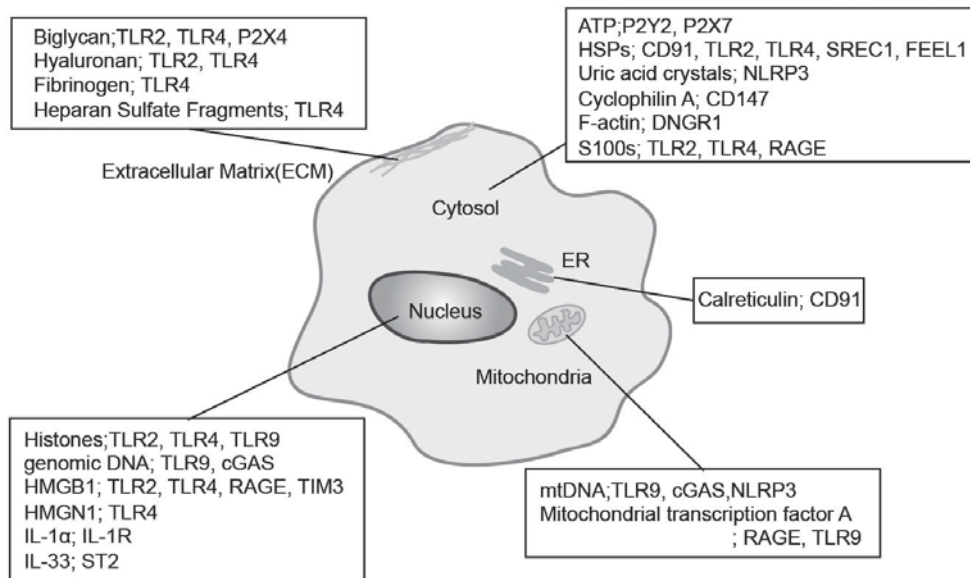 Biglycan;TLR2, TLR4, P2X4
Hyaluronan; TLR2, TLR4
Fibrinogen; TLR4
Heparan Sulfate Fragments; TLR4
Extracellular Matrix(ECM)
ATP;P2Y2, P2X7
HSPs; CD91, TLR2, TLR4, SREC1, FEEL1
Uric acid crystals; NLRP3
Cyclophilin A; CD147
F-actin; DNGR1
S100s; TLR2, TLR4, RAGE
Cytosol
ER
Calreticulin; CD91
Nucleus
Mitochondria
Histones;TLR2, TLR4, TLR9
genomic DNA; TLR9, cGAS
HMGB1; TLR2, TLR4, RAGE, TIM3
HMGN1; TLR4
IL-1α; IL-1R
IL-33; ST2
mtDNA;TLR9, cGAS,NLRP3
Mitochondrial transcription factor A
; RAGE, TLR9